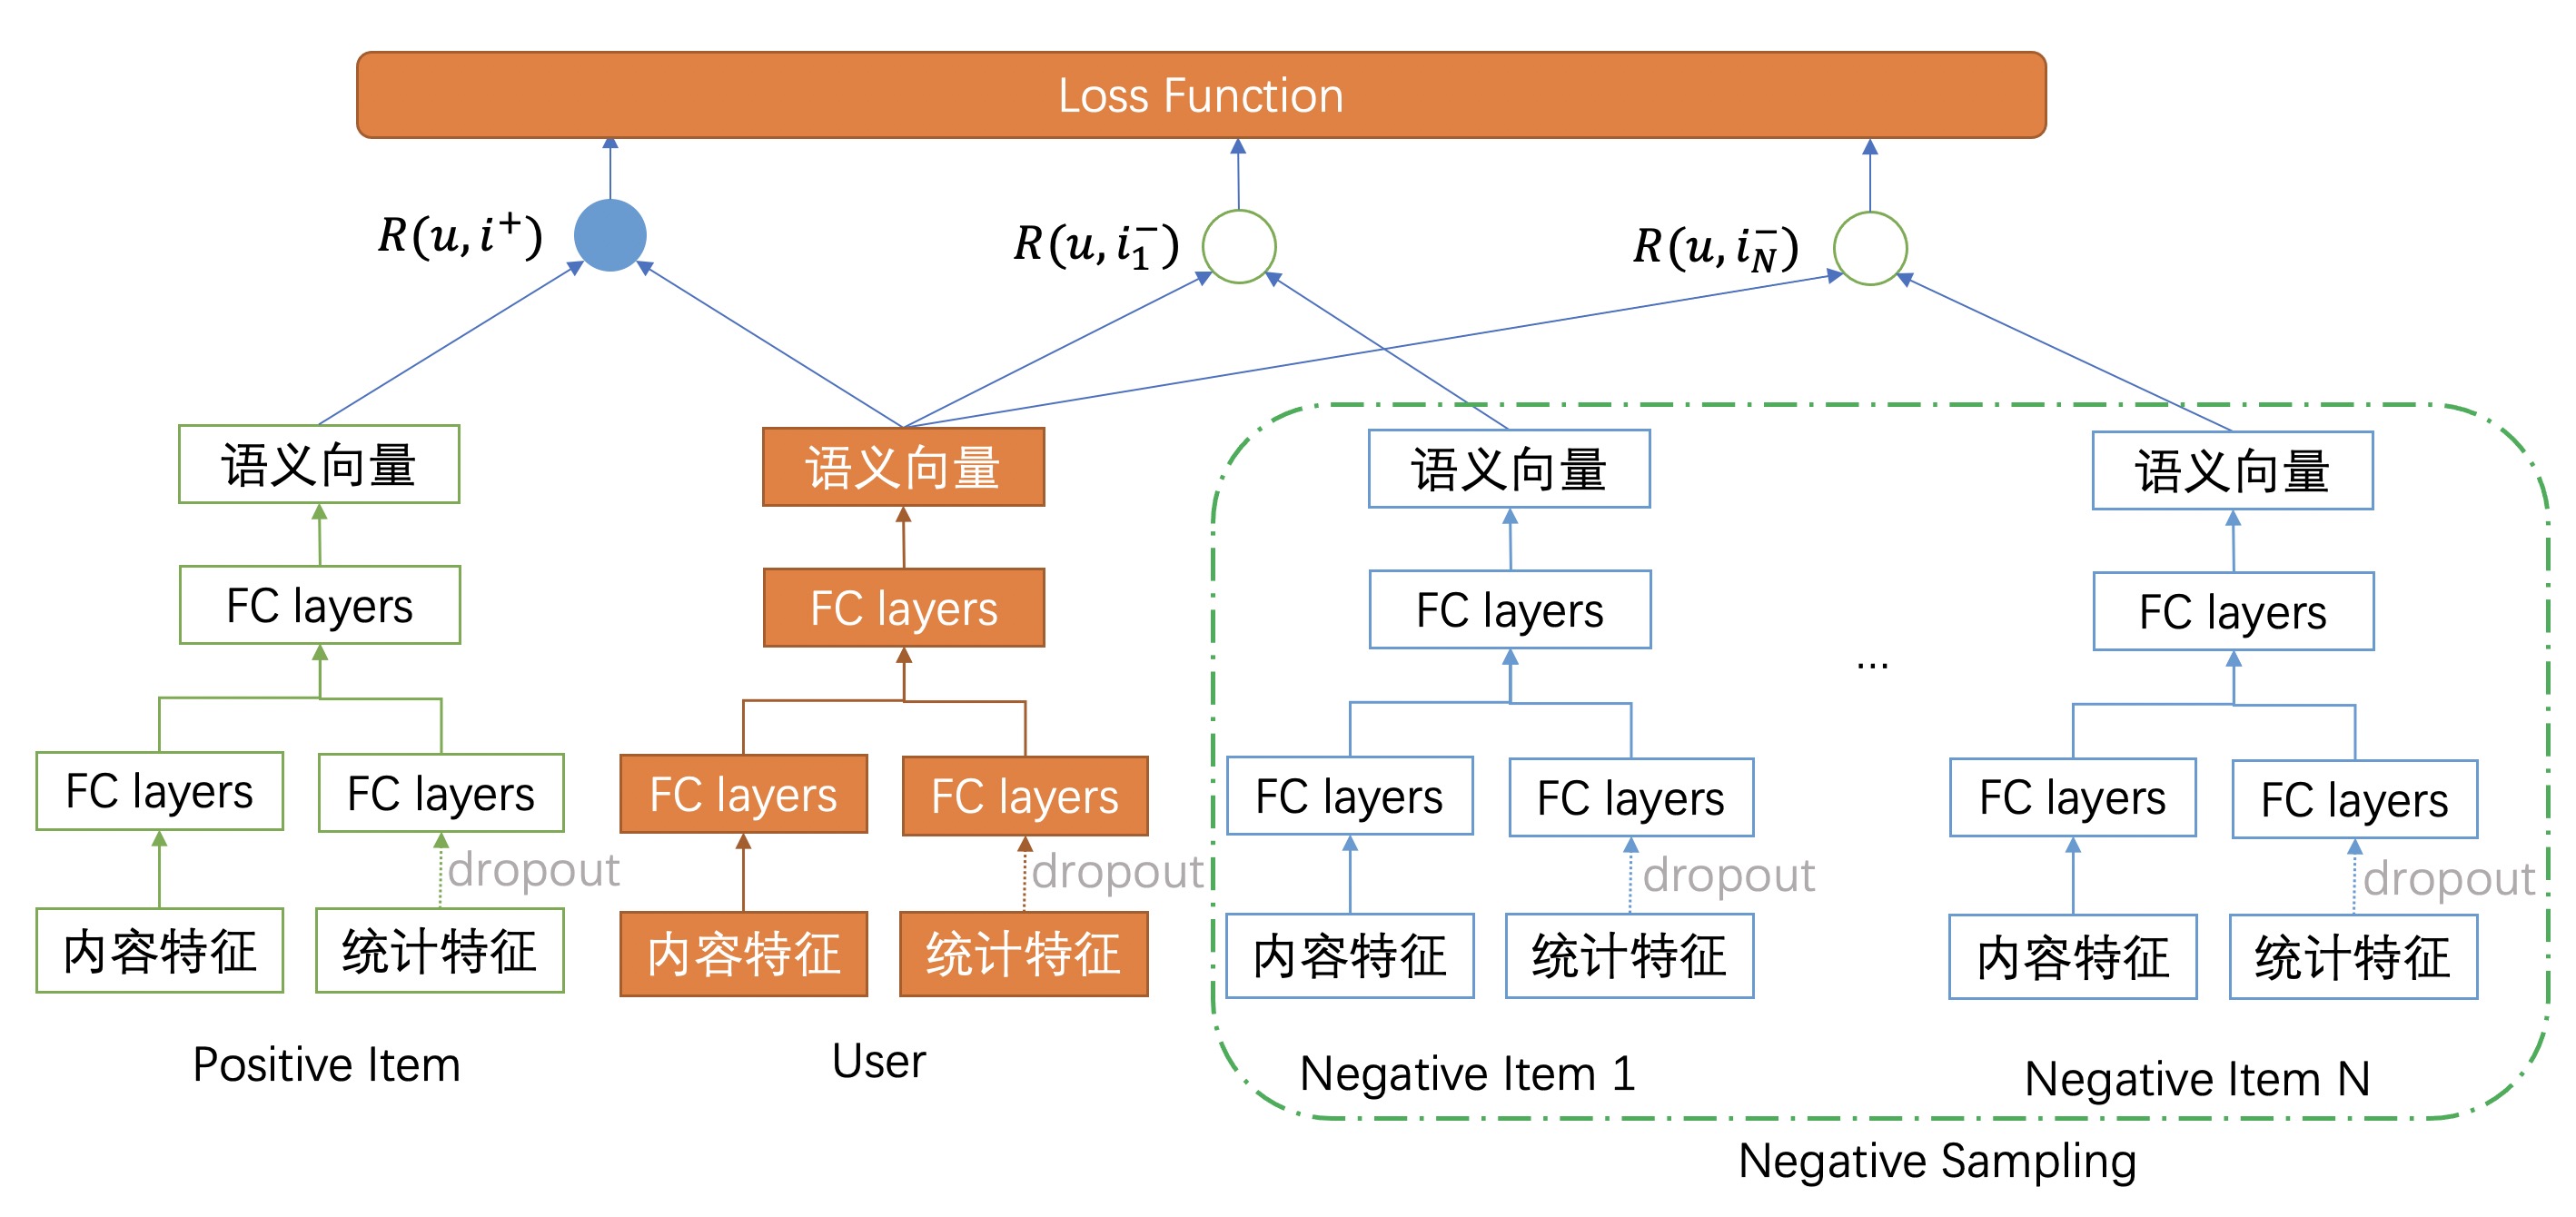 Loss Function
R(u, i⁺)
R(u, i₁⁻)
R(u, i_N⁻)
语义向量
语义向量
语义向量
语义向量
FC layers
FC layers
FC layers
FC layers
...
FC layers
FC layers
FC layers
FC layers
FC layers
FC layers
FC layers
FC layers
dropout
dropout
dropout
dropout
内容特征
统计特征
内容特征
统计特征
内容特征
统计特征
内容特征
统计特征
Positive Item
User
Negative Item 1
Negative Item N
Negative Sampling